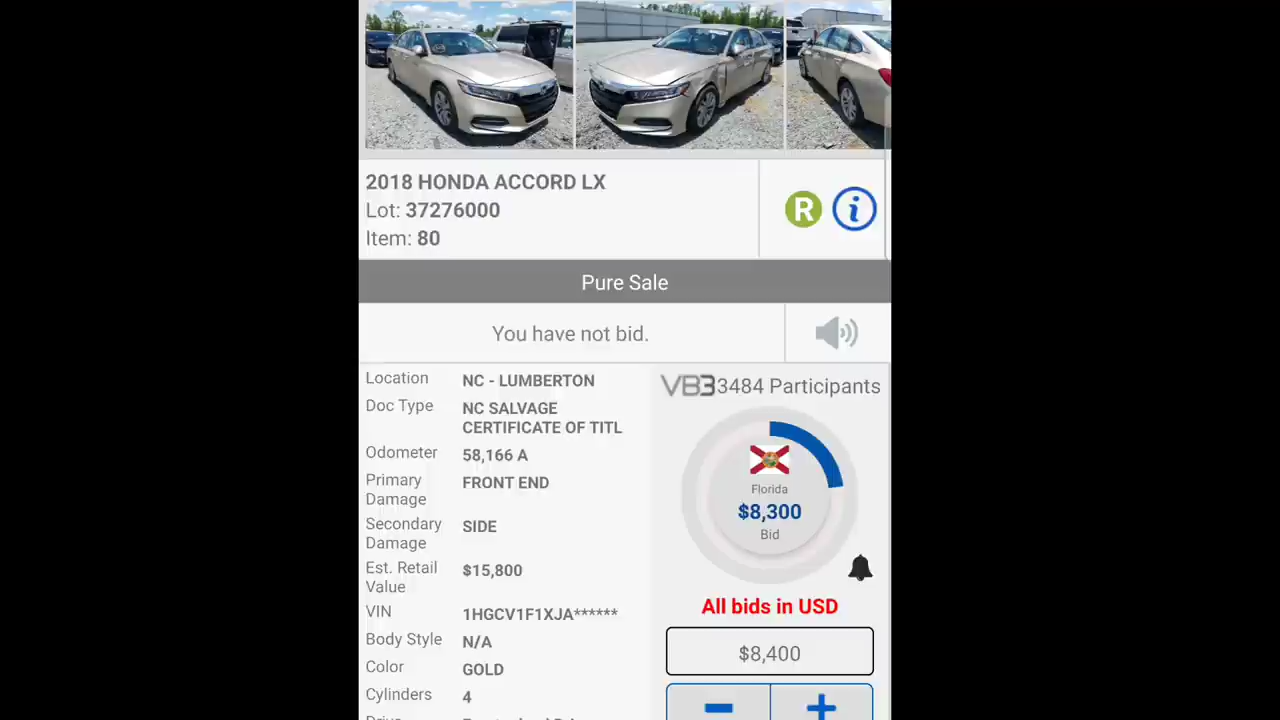 2018 HONDA ACCORD LX
Lot: 37276000
Item: 80
R
i
Pure Sale
You have not bid.
Location NC - LUMBERTON
Doc Type NC SALVAGE
CERTIFICATE OF TITL
Odometer 58,166 A
Primary
Damage FRONT END
Secondary
Damage SIDE
Est. Retail
Value $15,800
VIN 1HGCV1F1XJA******
Body Style N/A
Color GOLD
Cylinders 4
VB3 3484 Participants
Florida
$8,300
Bid
All bids in USD
$8,400